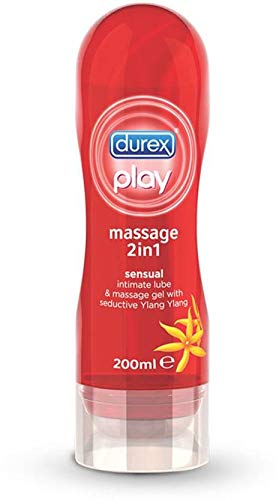 durex
play
massage
2in1
sensual
intimate lube
& massage gel with
seductive Ylang Ylang
200ml ℮